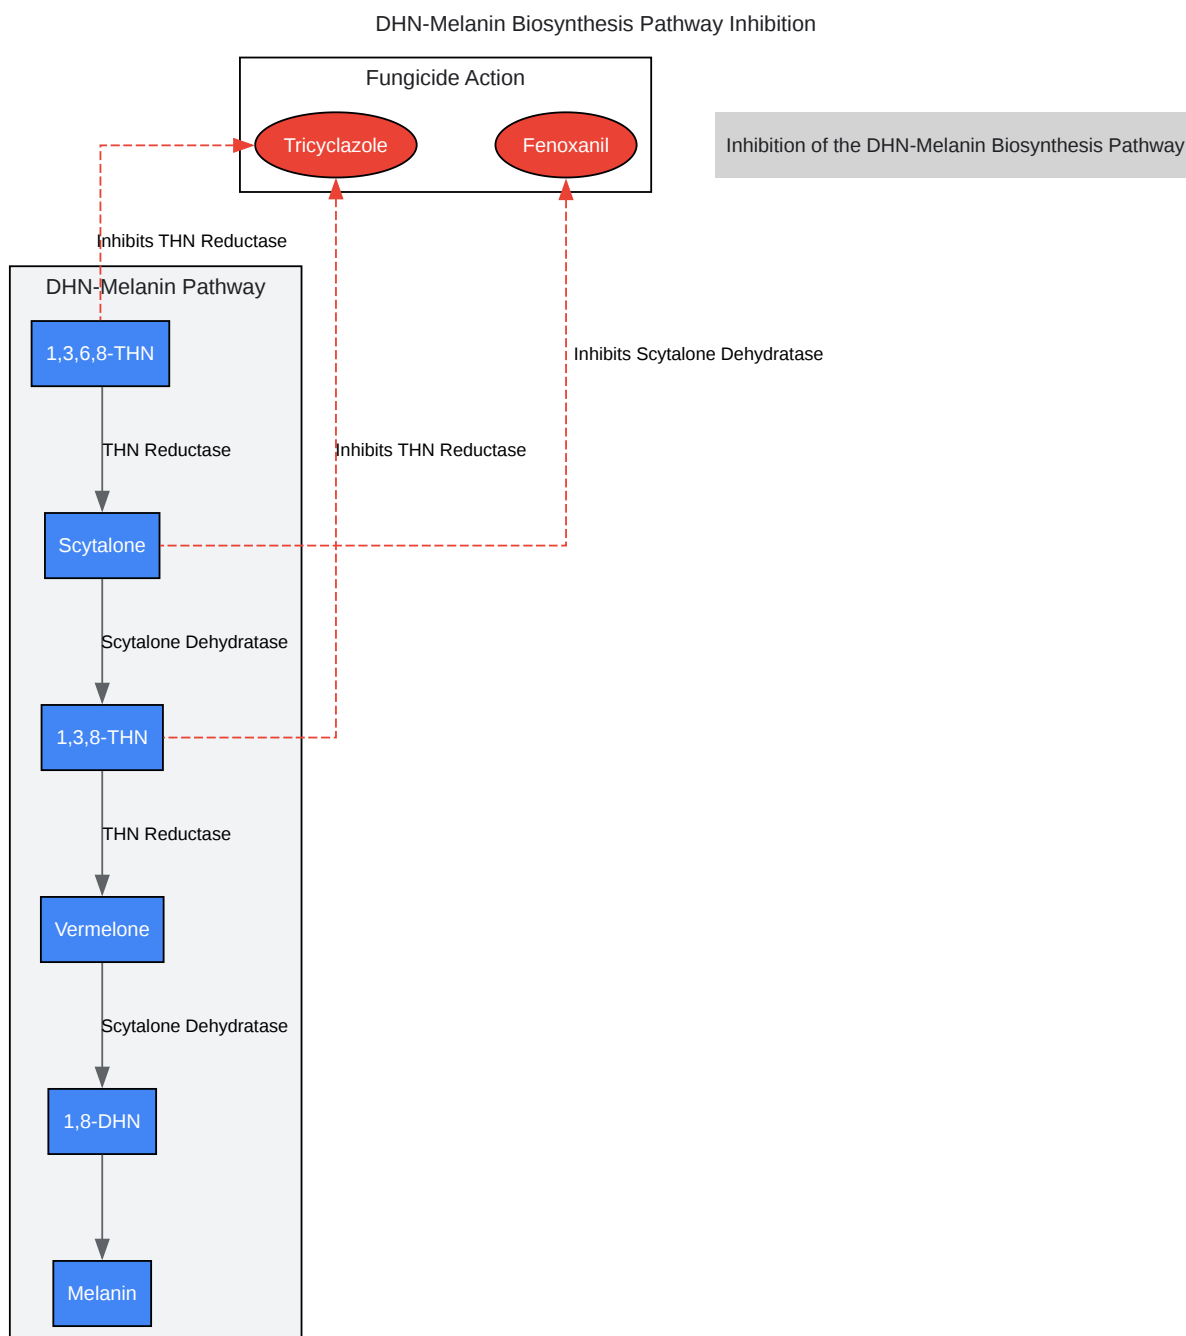 DHN-Melanin Biosynthesis Pathway Inhibition
Fungicide Action
Tricyclazole
Fenoxanil
Inhibition of the DHN-Melanin Biosynthesis Pathway
Inhibits THN Reductase
DHN-Melanin Pathway
1,3,6,8-THN
Inhibits Scytalone Dehydratase
THN Reductase
Inhibits THN Reductase
Scytalone
Scytalone Dehydratase
1,3,8-THN
THN Reductase
Vermelone
Scytalone Dehydratase
1,8-DHN
Melanin